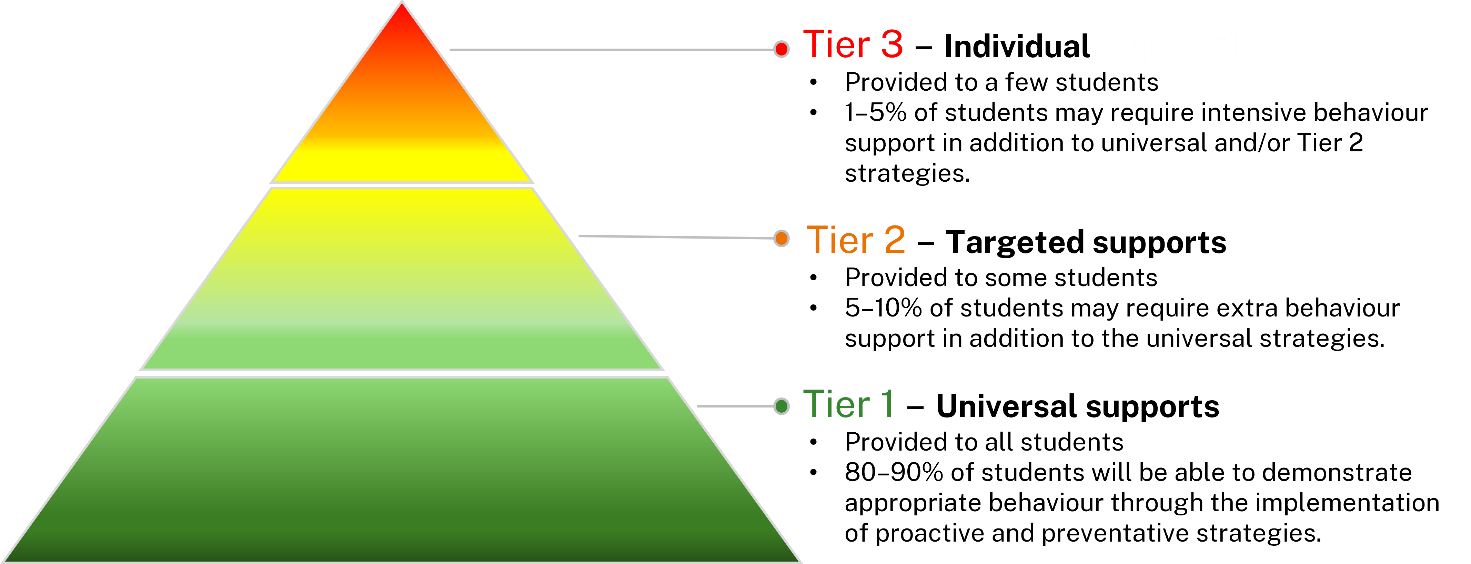 Tier 3 – Individual
• Provided to a few students
• 1–5% of students may require intensive behaviour
support in addition to universal and/or Tier 2
strategies.
Tier 2 – Targeted supports
• Provided to some students
• 5–10% of students may require extra behaviour
support in addition to the universal strategies.
Tier 1 – Universal supports
• Provided to all students
• 80–90% of students will be able to demonstrate
appropriate behaviour through the implementation
of proactive and preventative strategies.